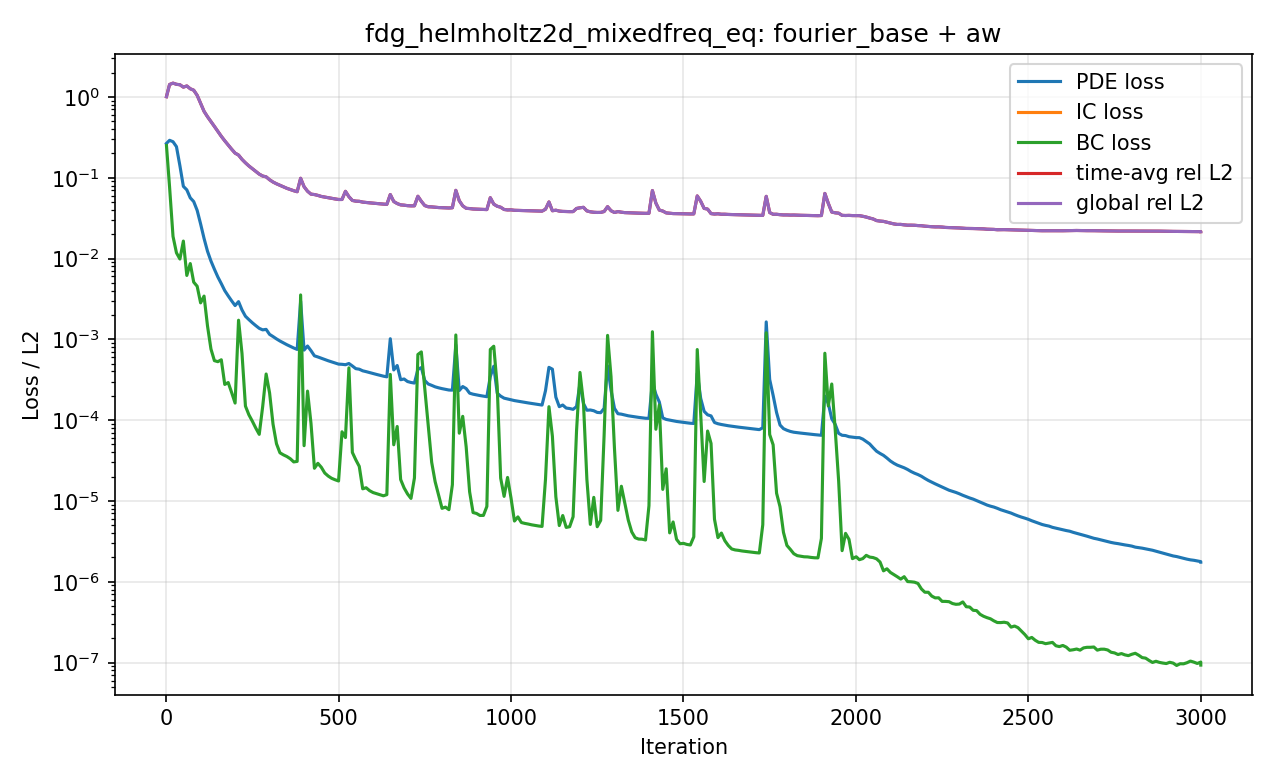 fdg_helmholtz2d_mixedfreq_eq: fourier_base + aw
PDE loss
IC loss
BC loss
time-avg rel L2
global rel L2
Loss / L2
10⁰
10⁻¹
10⁻²
10⁻³
10⁻⁴
10⁻⁵
10⁻⁶
10⁻⁷
0 500 1000 1500 2000 2500 3000
Iteration